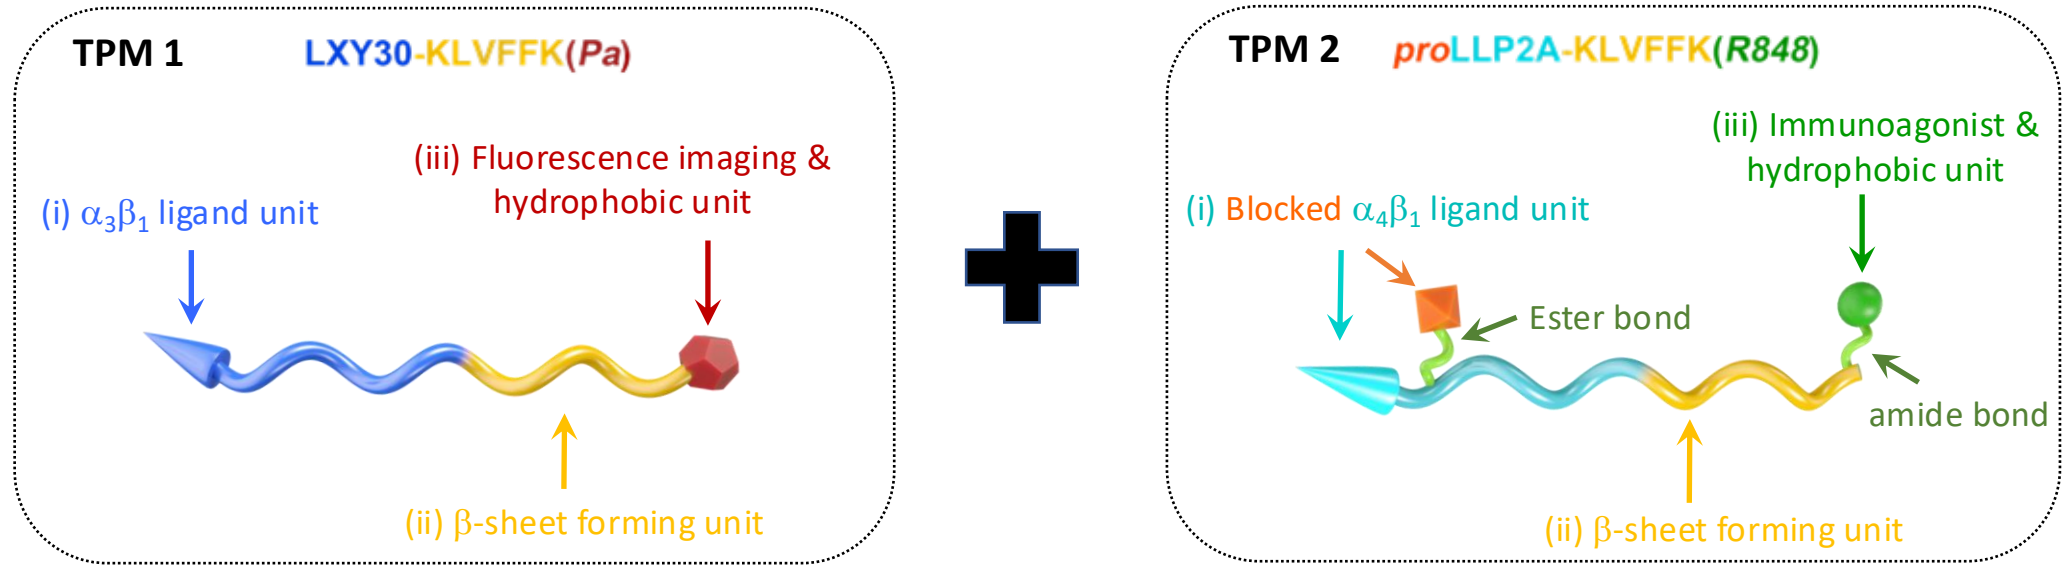 TPM 1 LXY30-KLVFFK(Pa)
(iii) Fluorescence imaging &
hydrophobic unit
(i) α₃β₁ ligand unit
(ii) β-sheet forming unit
TPM 2 proLLP2A-KLVFFK(R848)
(iii) Immunoagonist &
hydrophobic unit
(i) Blocked α₄β₁ ligand unit
Ester bond
amide bond
(ii) β-sheet forming unit